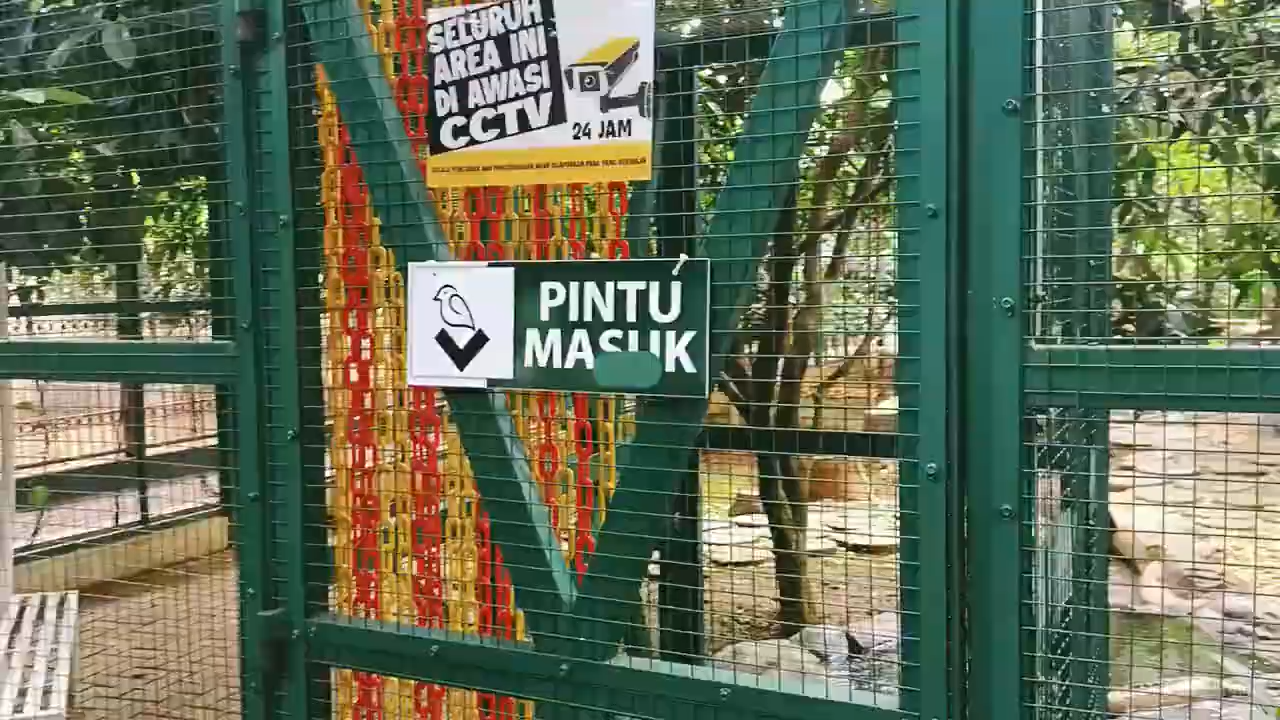 SELURUH
AREA INI
DI AWASI
CCTV
24 JAM
PINTU
MASUK